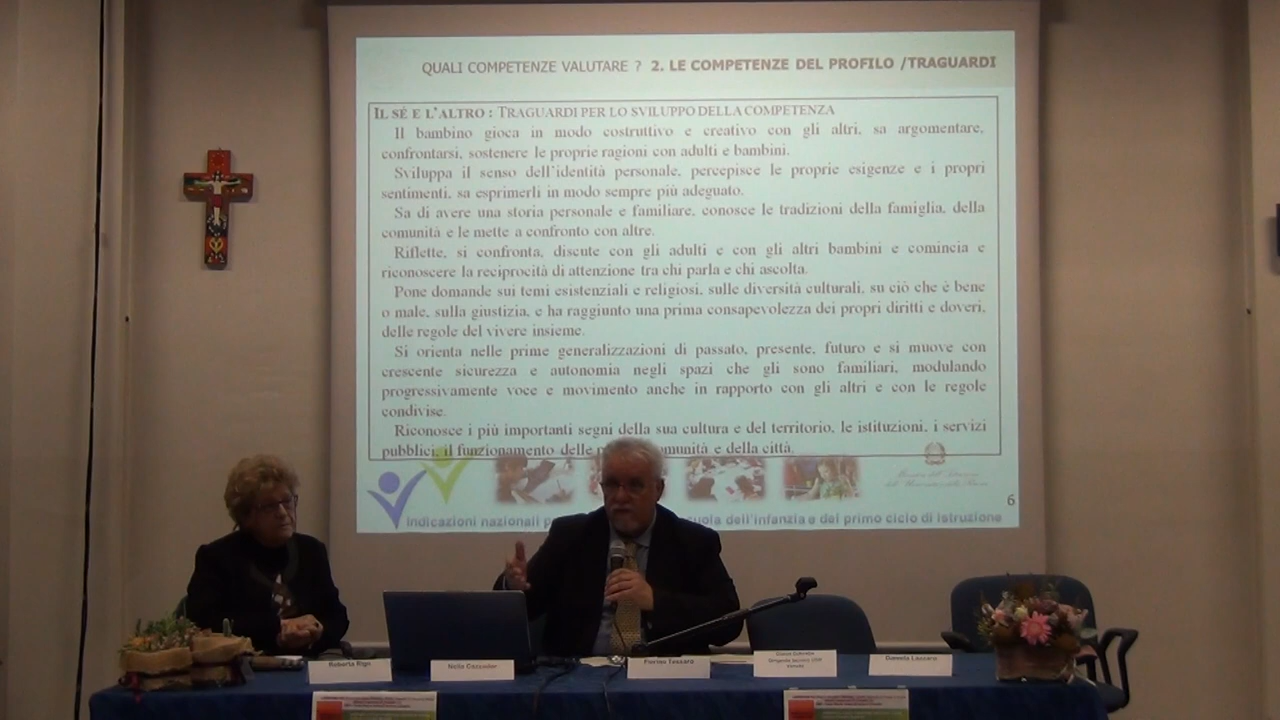 QUALI COMPETENZE VALUTARE ? 2. LE COMPETENZE DEL PROFILO /TRAGUARDI
IL SÉ E L'ALTRO : TRAGUARDI PER LO SVILUPPO DELLA COMPETENZA
Il bambino gioca in modo costruttivo e creativo con gli altri, sa argomentare,
confrontarsi, sostenere le proprie ragioni con adulti e bambini.
Sviluppa il senso dell'identità personale, percepisce le proprie esigenze e i propri
sentimenti, sa esprimerli in modo sempre più adeguato.
Sa di avere una storia personale e familiare, conosce le tradizioni della famiglia, della
comunità e le mette a confronto con altre.
Riflette, si confronta, discute con gli adulti e con gli altri bambini e comincia e
riconoscere la reciprocità di attenzione tra chi parla e chi ascolta.
Pone domande sui temi esistenziali e religiosi, sulle diversità culturali, su ciò che è bene
o male, sulla giustizia, e ha raggiunto una prima consapevolezza dei propri diritti e doveri,
delle regole del vivere insieme.
Si orienta nelle prime generalizzazioni di passato, presente, futuro e si muove con
crescente sicurezza e autonomia negli spazi che gli sono familiari, modulando
progressivamente voce e movimento anche in rapporto con gli altri e con le regole
condivise.
Riconosce i più importanti segni della sua cultura e del territorio, le istituzioni, i servizi
pubblici, il funzionamento delle comunità e della città.
6
Indicazioni nazionali dell'infanzia e del primo ciclo di istruzione
Roberta Rigo
Fiorino Tessaro